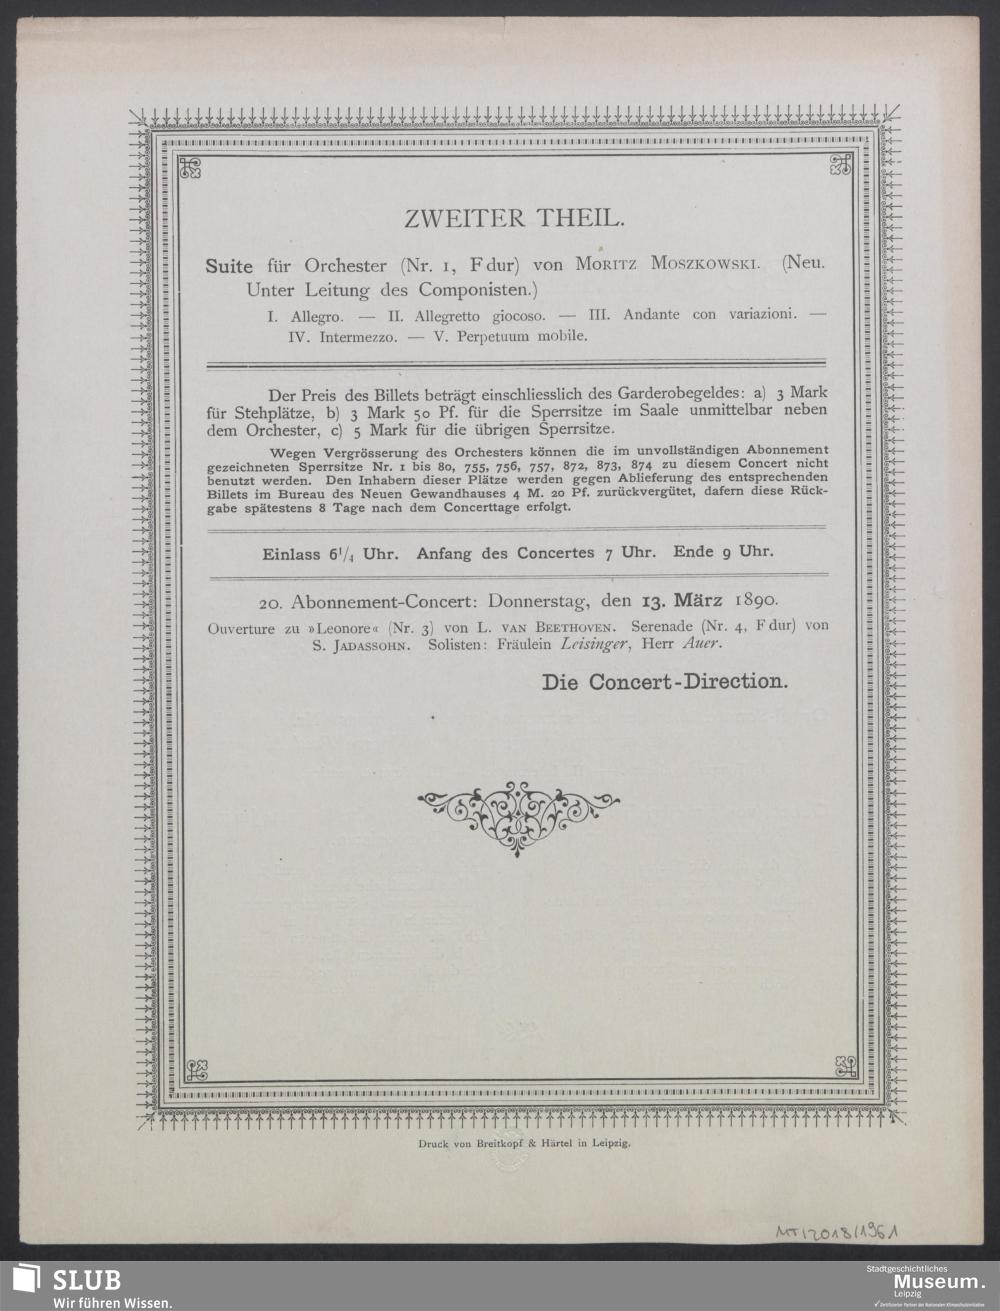 ZWEITER THEIL.
Suite für Orchester (Nr. 1, F dur) von Moritz Moszkowski. (Neu.
Unter Leitung des Componisten.)
I. Allegro. — II. Allegretto giocoso. — III. Andante con variazioni. —
IV. Intermezzo. — V. Perpetuum mobile.
Der Preis des Billets beträgt einschliesslich des Garderobegeldes: a) 3 Mark
für Stehplätze, b) 3 Mark 50 Pf. für die Sperrsitze im Saale unmittelbar neben
dem Orchester, c) 5 Mark für die übrigen Sperrsitze.
Wegen Vergrösserung des Orchesters können die im unvollständigen Abonnement
gezeichneten Sperrsitze Nr. 1 bis 80, 755, 756, 757, 872, 873, 874 zu diesem Concert nicht
benutzt werden. Den Inhabern dieser Plätze werden gegen Ablieferung des entsprechenden
Billets im Bureau des Neuen Gewandhauses 4 M. 20 Pf. zurückvergütet, dafern diese Rück-
gabe spätestens 8 Tage nach dem Concerttage erfolgt.
Einlass 6¼ Uhr. Anfang des Concertes 7 Uhr. Ende 9 Uhr.
20. Abonnement-Concert: Donnerstag, den 13. März 1890.
Ouverture zu »Leonore« (Nr. 3) von L. van Beethoven. Serenade (Nr. 4, F dur) von
S. Jadassohn. Solisten: Fräulein Leisinger, Herr Auer.
Die Concert-Direction.
Druck von Breitkopf & Härtel in Leipzig.
MT/2018/1961
SLUB
Wir führen Wissen.
Stadtgeschichtliches
Museum.
Leipzig
✓ Zertifizierter Partner der Nationalen Klimaschutzinitiative